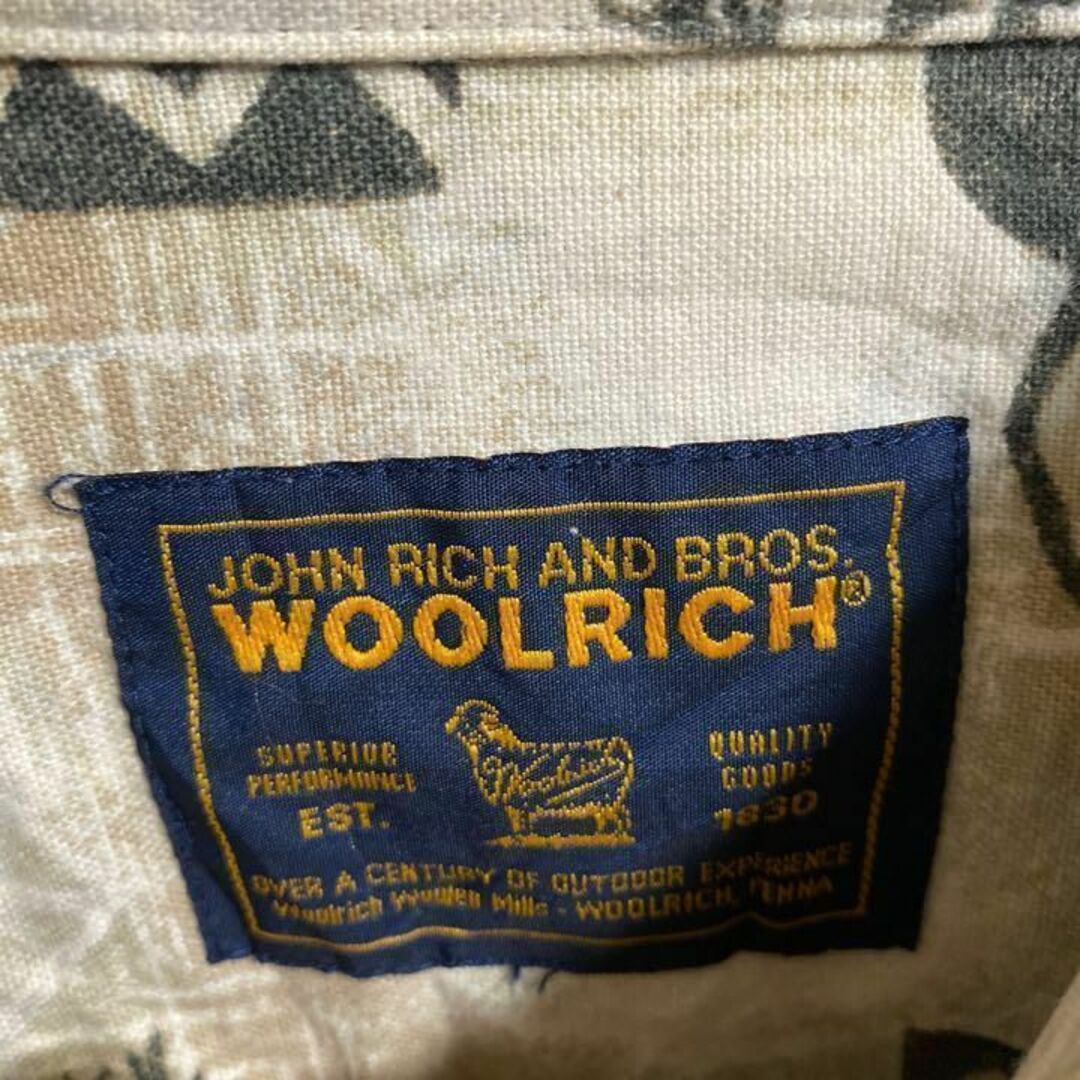 JOHN RICH AND BROS.
WOOLRICH®
SUPERIOR
PERFORMANCE
EST.
Woolrich
QUALITY
GOODS
1830
OVER A CENTURY OF OUTDOOR EXPERIENCE
Woolrich Woolen Mills - WOOLRICH, PENNA